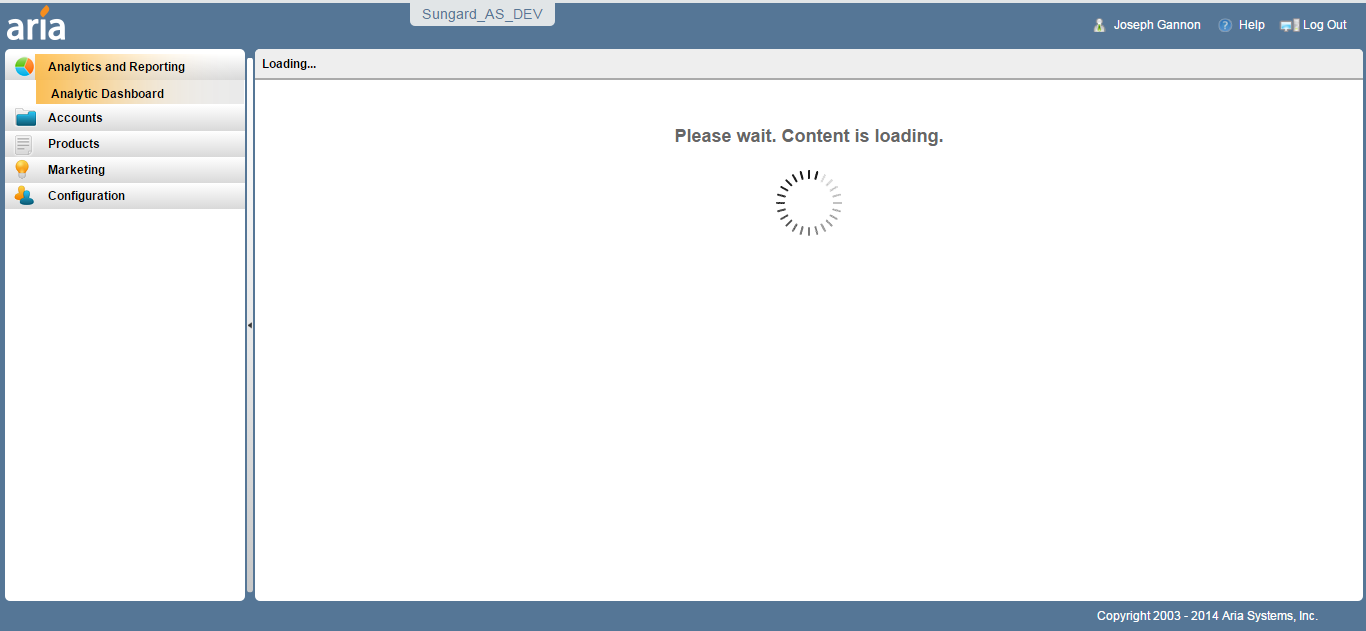 Sungard_AS_DEV
aria
Joseph Gannon
? Help
Log Out
Analytics and Reporting
Analytic Dashboard
Accounts
Products
Marketing
Configuration
Loading...
Please wait. Content is loading.
Copyright 2003 - 2014 Aria Systems, Inc.